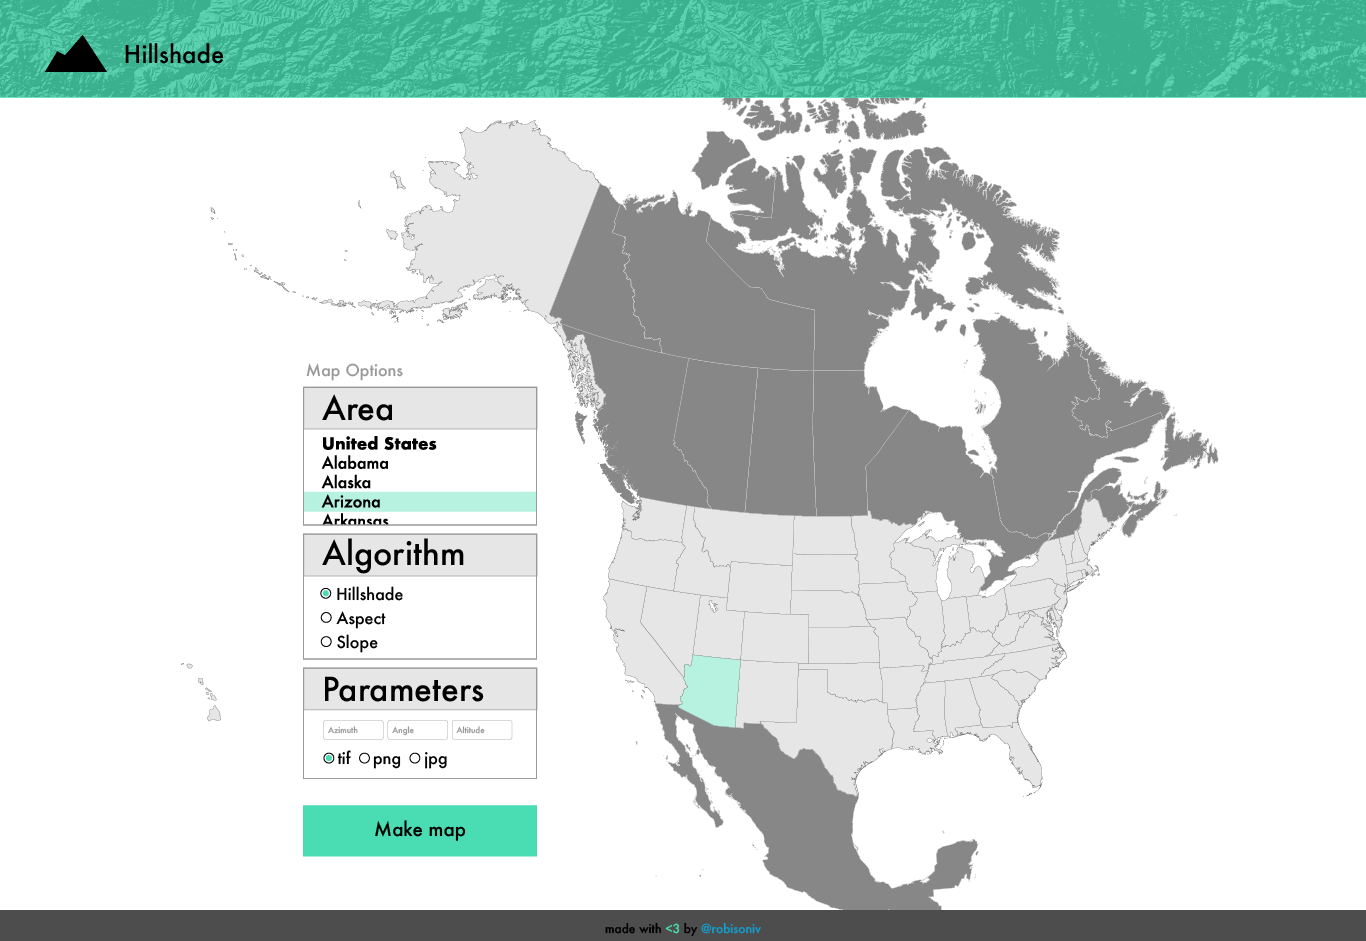 Hillshade
Map Options
Area
United States
Alabama
Alaska
Arizona
Arkansas
Algorithm
Hillshade
Aspect
Slope
Parameters
Azimuth Angle Altitude
tif png jpg
Make map
made with <3 by @robisoniv